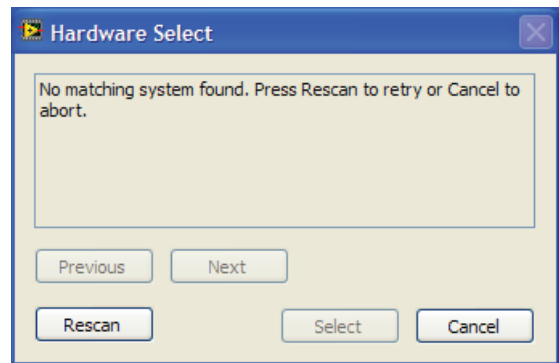 Hardware Select
No matching system found. Press Rescan to retry or Cancel to
abort.
Previous Next
Rescan Select Cancel